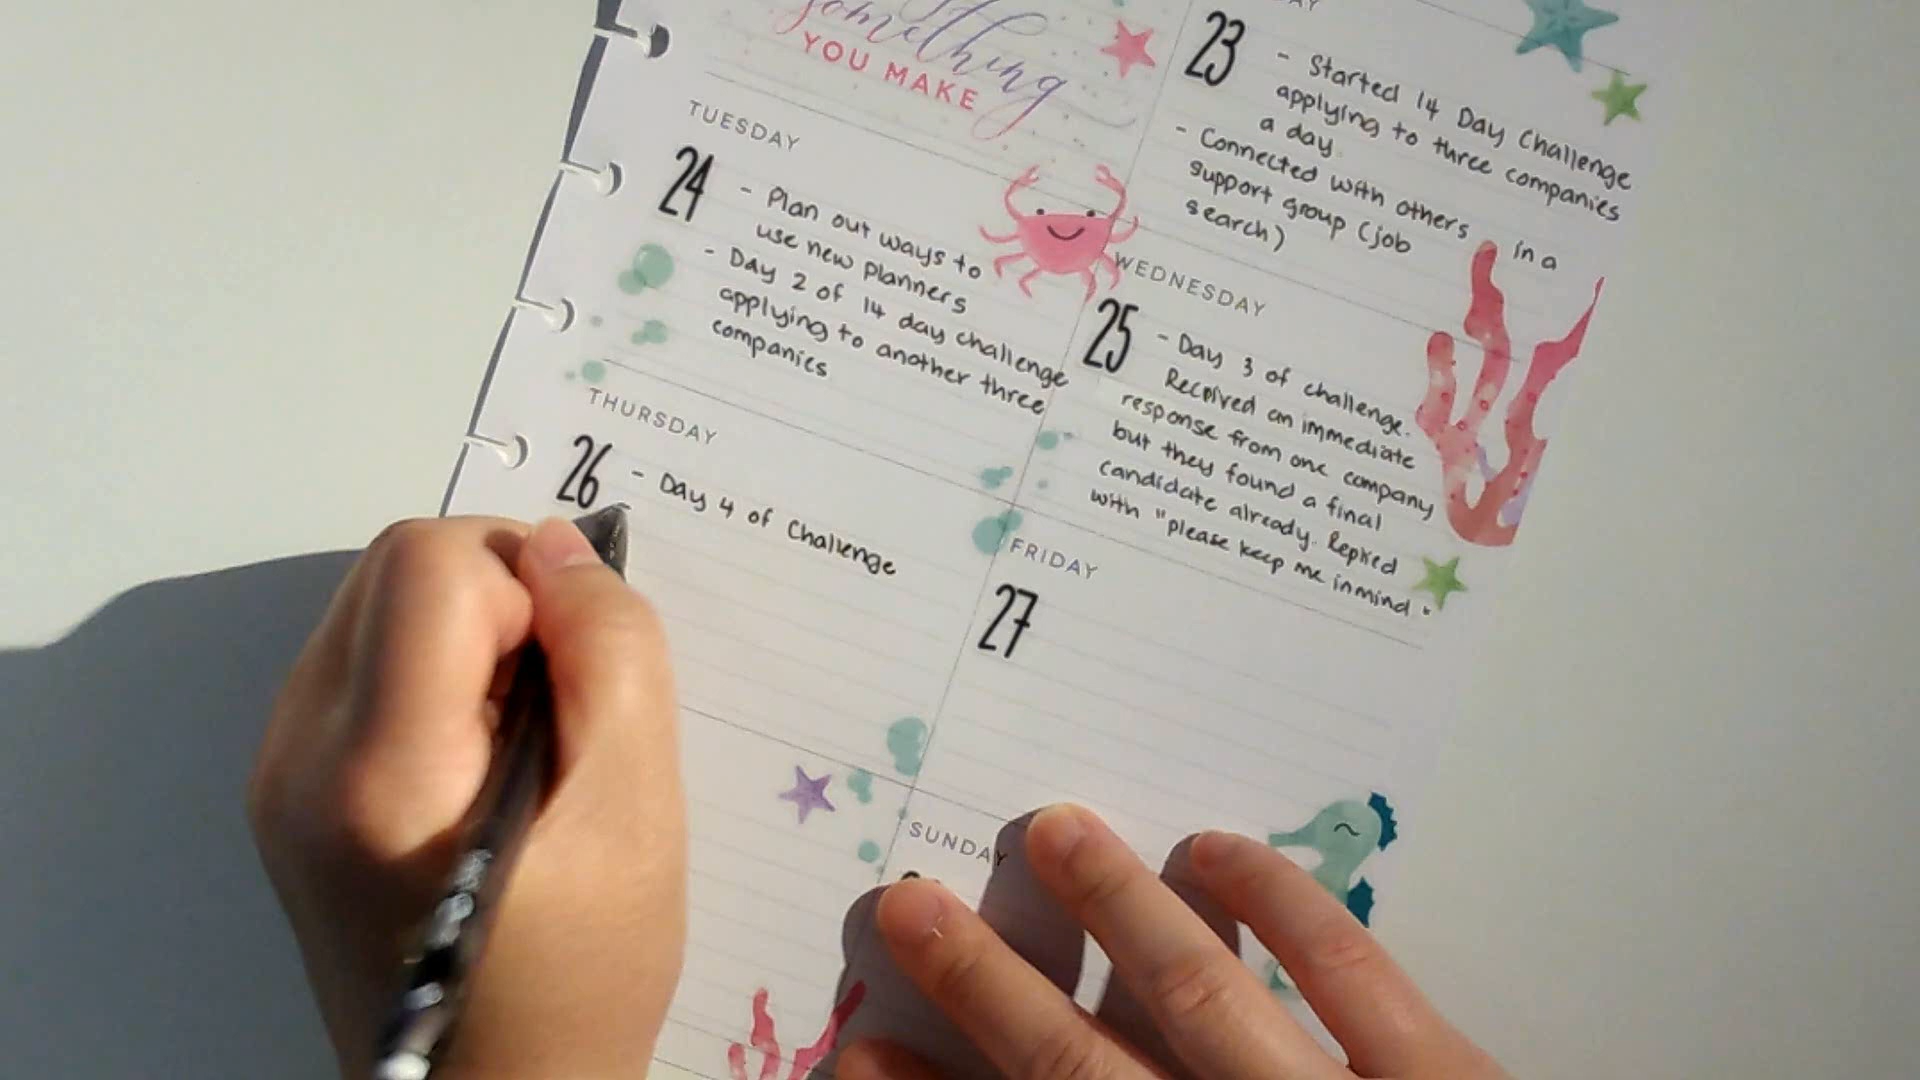 something
YOU MAKE
23
- Started 14 Day Challenge
applying to three companies
a day.
- Connected with others in a
support group (job
search)
TUESDAY
24
- Plan out ways to
use new planners
- Day 2 of 14 day challenge
applying to another three
companies
WEDNESDAY
25
- Day 3 of challenge.
Received an immediate
response from one company
but they found a final
candidate already. Replied
with "please keep me in mind"
THURSDAY
26
- Day 4 of Challenge
FRIDAY
27
SUNDAY